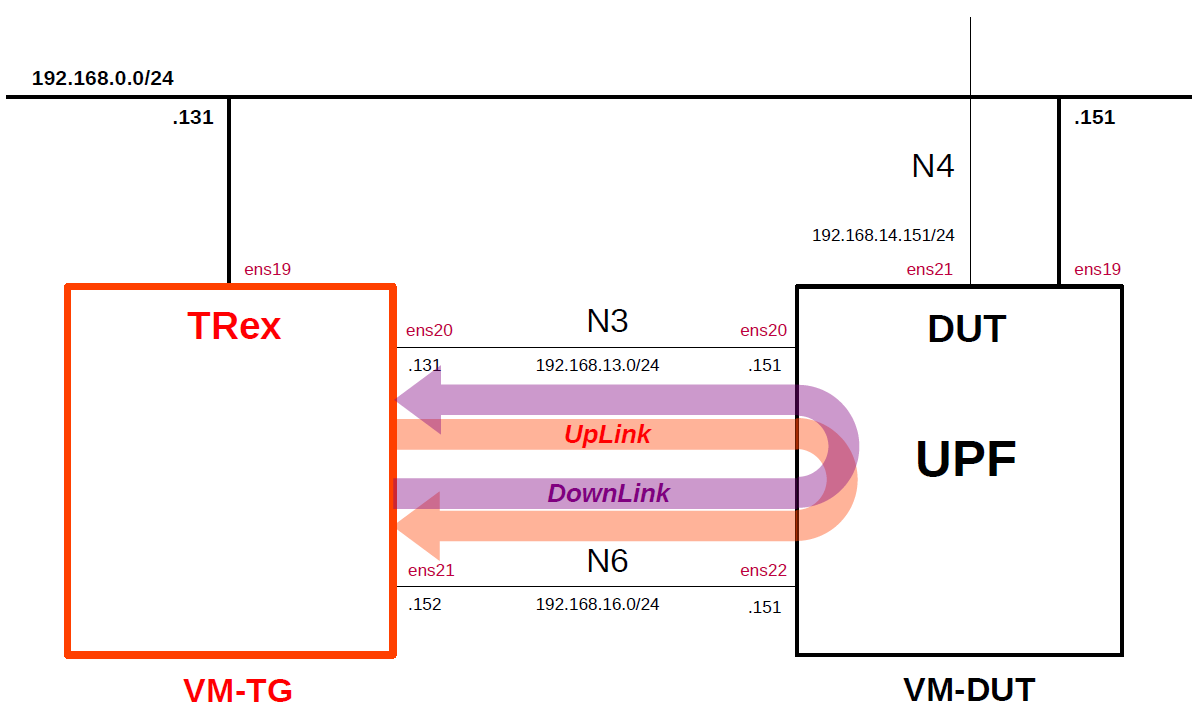 192.168.0.0/24
.131
.151
N4
192.168.14.151/24
ens19
ens21
ens19
TRex
DUT
N3
ens20
ens20
.131
192.168.13.0/24
.151
UpLink
UPF
DownLink
N6
ens21
ens22
.152
192.168.16.0/24
.151
VM-TG
VM-DUT